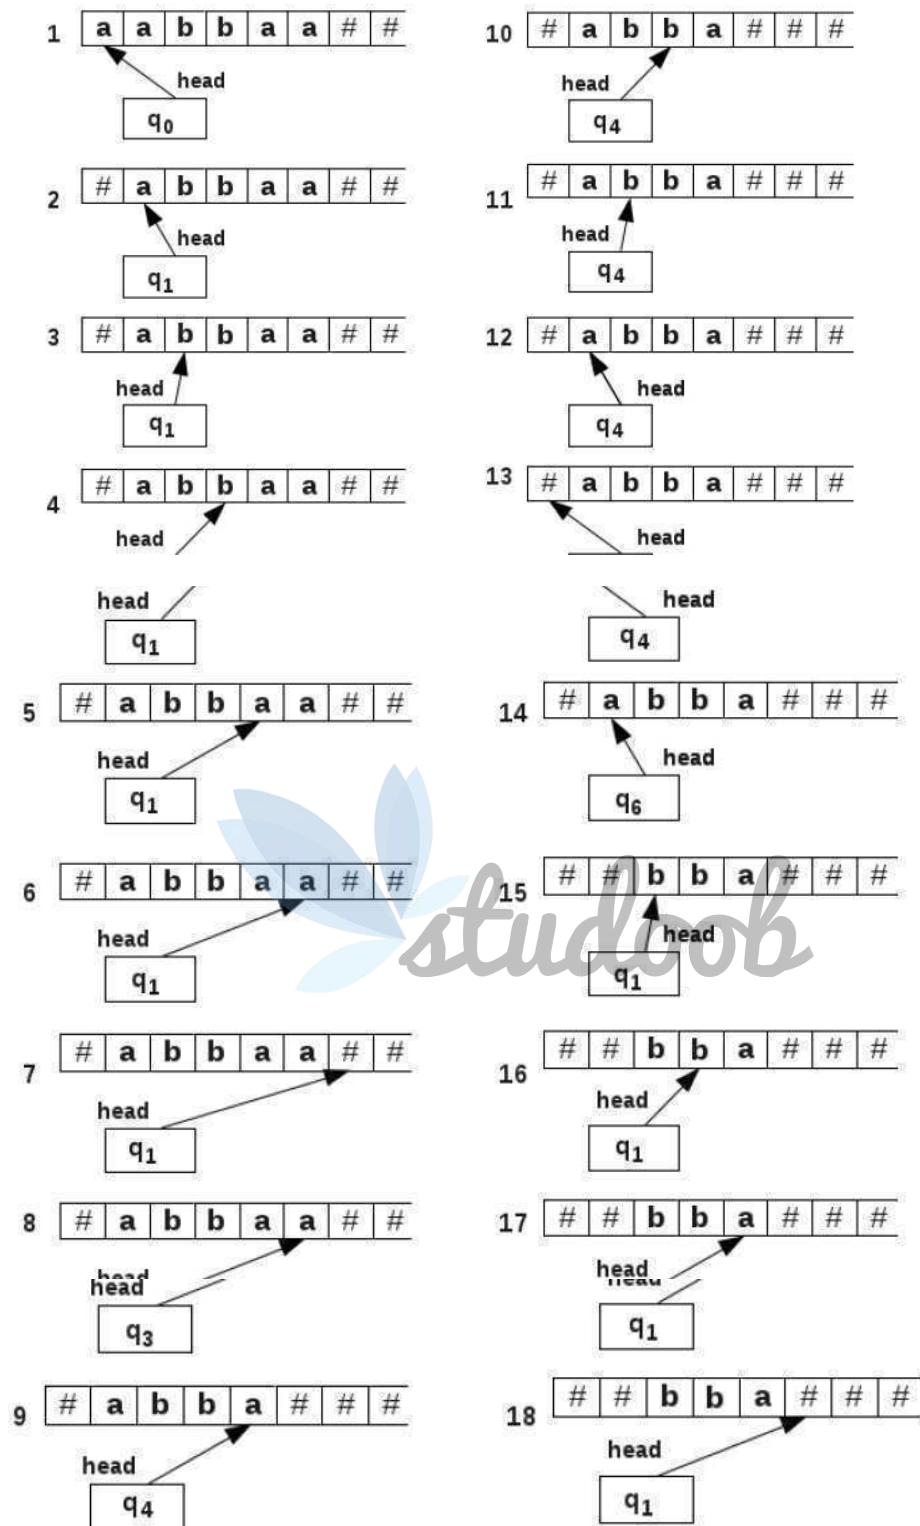 1 a a b b a a # #
head
q0
2 # a b b a a # #
head
q1
3 # a b b a a # #
head
q1
4 # a b b a a # #
head
head
q1
5 # a b b a a # #
head
q1
6 # a b b a a # #
head
q1
7 # a b b a a # #
head
q1
8 # a b b a a # #
head
head
q3
9 # a b b a # # #
head
q4
10 # a b b a # # #
head
q4
11 # a b b a # # #
head
q4
12 # a b b a # # #
head
q4
13 # a b b a # # #
head
head
q4
14 # a b b a # # #
head
q6
15 # # b b a # # #
head
q1
16 # # b b a # # #
head
q1
17 # # b b a # # #
head
head
q1
18 # # b b a # # #
head
q1
studoob